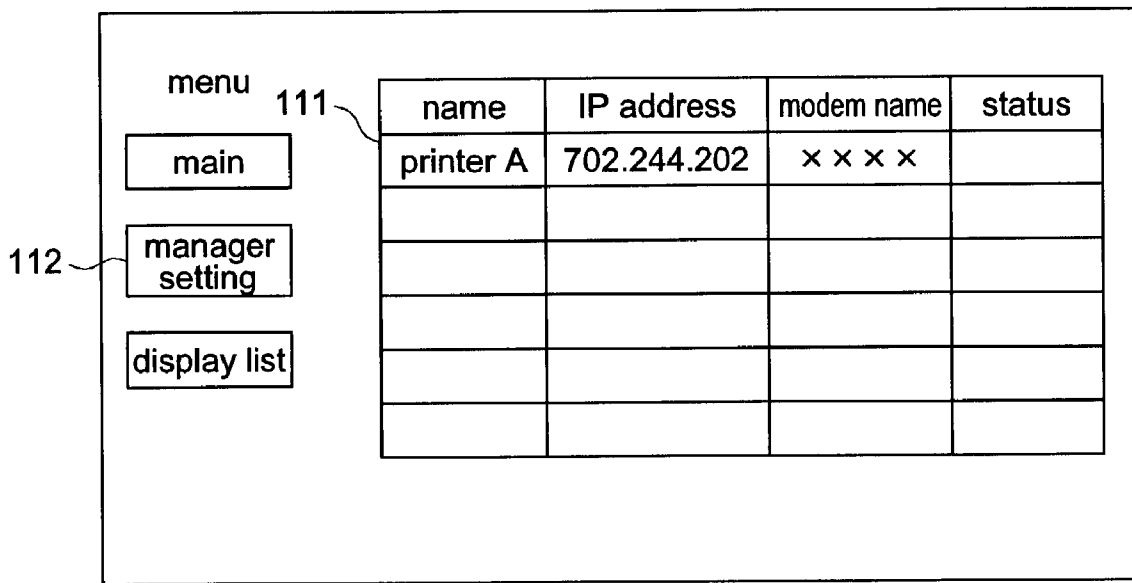 menu
111
name IP address modem name status
main
printer A 702.244.202 ××××
112
manager
setting
display list